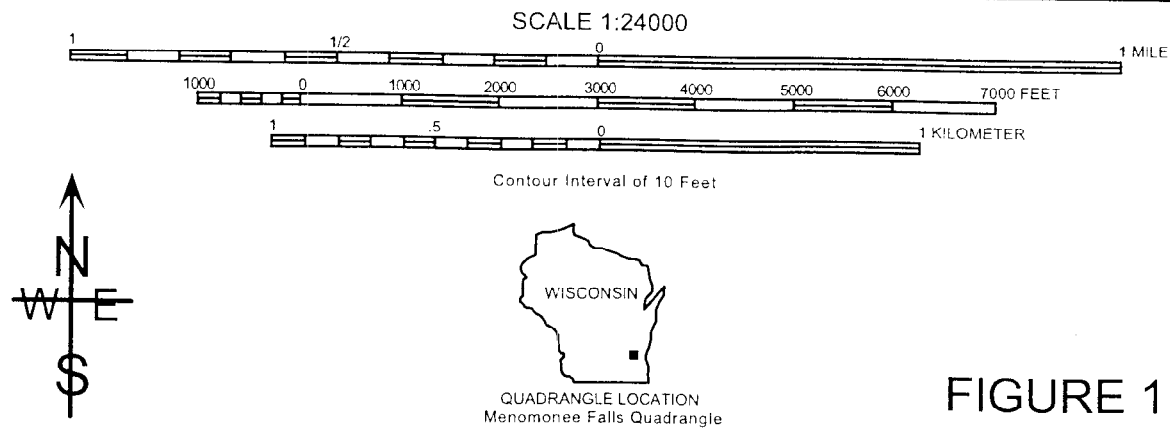 SCALE 1:24000
1 1/2 0 1 MILE
1000 0 1000 2000 3000 4000 5000 6000 7000 FEET
1 .5 0 1 KILOMETER
Contour Interval of 10 Feet
N
W E
S
WISCONSIN
QUADRANGLE LOCATION
Menomonee Falls Quadrangle
FIGURE 1